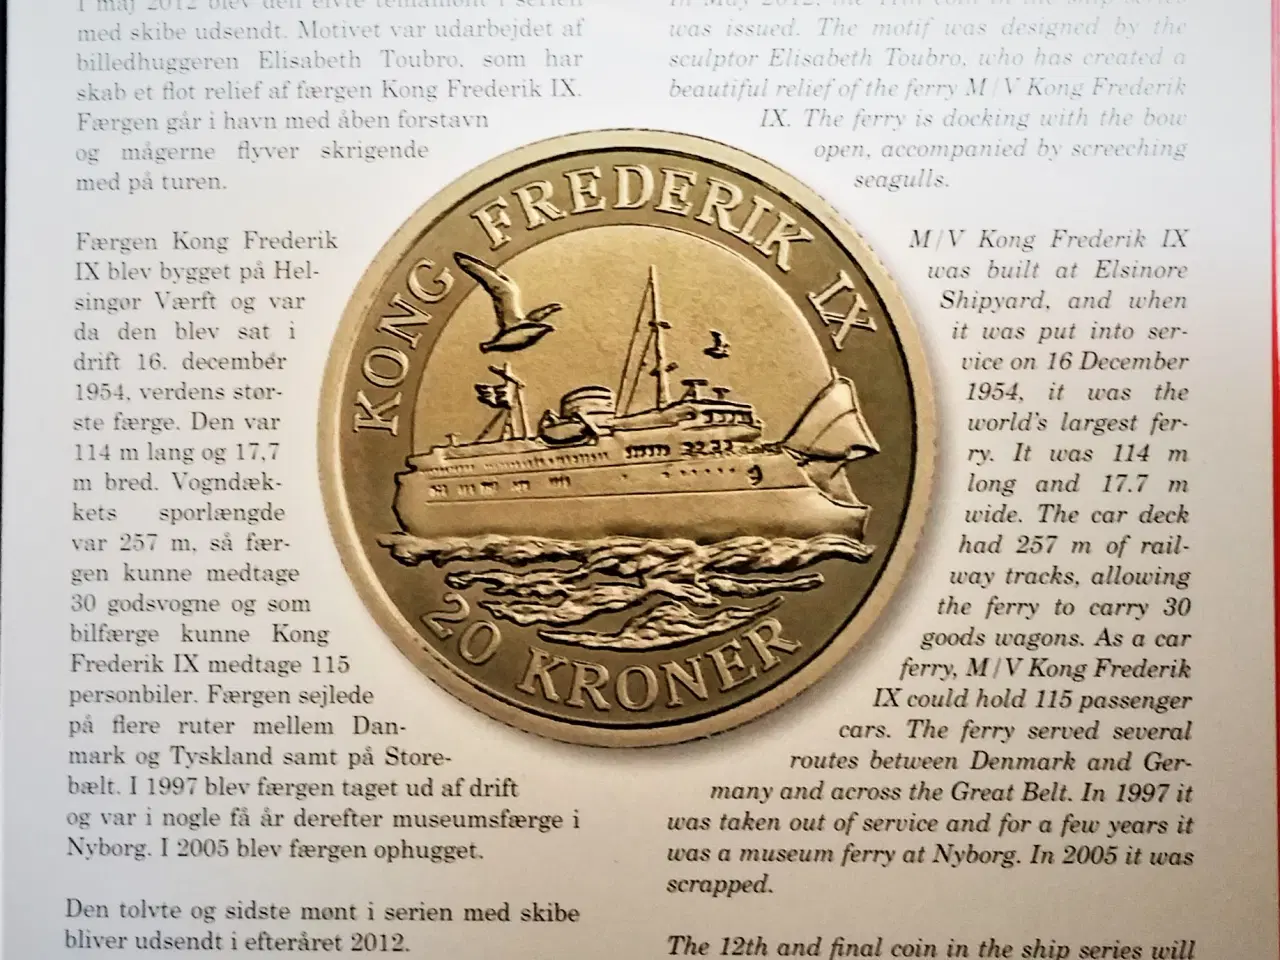 I maj 2012 blev den elvte temamønt i serien
med skibe udsendt. Motivet var udarbejdet af
billedhuggeren Elisabeth Toubro, som har
skab et flot relief af færgen Kong Frederik IX.
Færgen går i havn med åben forstavn
og mågerne flyver skrigende
med på turen.
Færgen Kong Frederik
IX blev bygget på Hel-
singør Værft og var
da den blev sat i
drift 16. december
1954, verdens stør-
ste færge. Den var
114 m lang og 17,7
m bred. Vogndæk-
kets sporlængde
var 257 m, så fær-
gen kunne medtage
30 godsvogne og som
bilfærge kunne Kong
Frederik IX medtage 115
personbiler. Færgen sejlede
på flere ruter mellem Dan-
mark og Tyskland samt på Store-
bælt. I 1997 blev færgen taget ud af drift
og var i nogle få år derefter museumsfærge i
Nyborg. I 2005 blev færgen ophugget.
Den tolvte og sidste mønt i serien med skibe
bliver udsendt i efteråret 2012.
KONG FREDERIK IX
20 KRONER
In May 2012, the 11th coin in the ship series
was issued. The motif was designed by the
sculptor Elisabeth Toubro, who has created a
beautiful relief of the ferry M/V Kong Frederik
IX. The ferry is docking with the bow
open, accompanied by screeching
seagulls.
M/V Kong Frederik IX
was built at Elsinore
Shipyard, and when
it was put into ser-
vice on 16 December
1954, it was the
world's largest fer-
ry. It was 114 m
long and 17.7 m
wide. The car deck
had 257 m of rail-
way tracks, allowing
the ferry to carry 30
goods wagons. As a car
ferry, M/V Kong Frederik
IX could hold 115 passenger
cars. The ferry served several
routes between Denmark and Ger-
many and across the Great Belt. In 1997 it
was taken out of service and for a few years it
was a museum ferry at Nyborg. In 2005 it was
scrapped.
The 12th and final coin in the ship series will